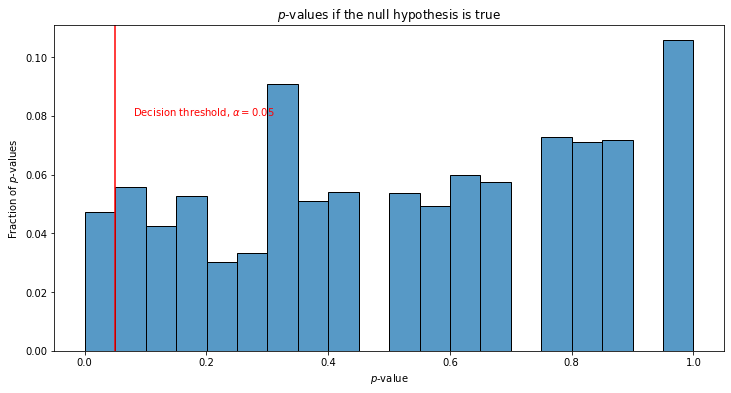 p-values if the null hypothesis is true
Decision threshold, α = 0.05
Fraction of p-values
0.10
0.08
0.06
0.04
0.02
0.00
0.0 0.2 0.4 0.6 0.8 1.0
p-value